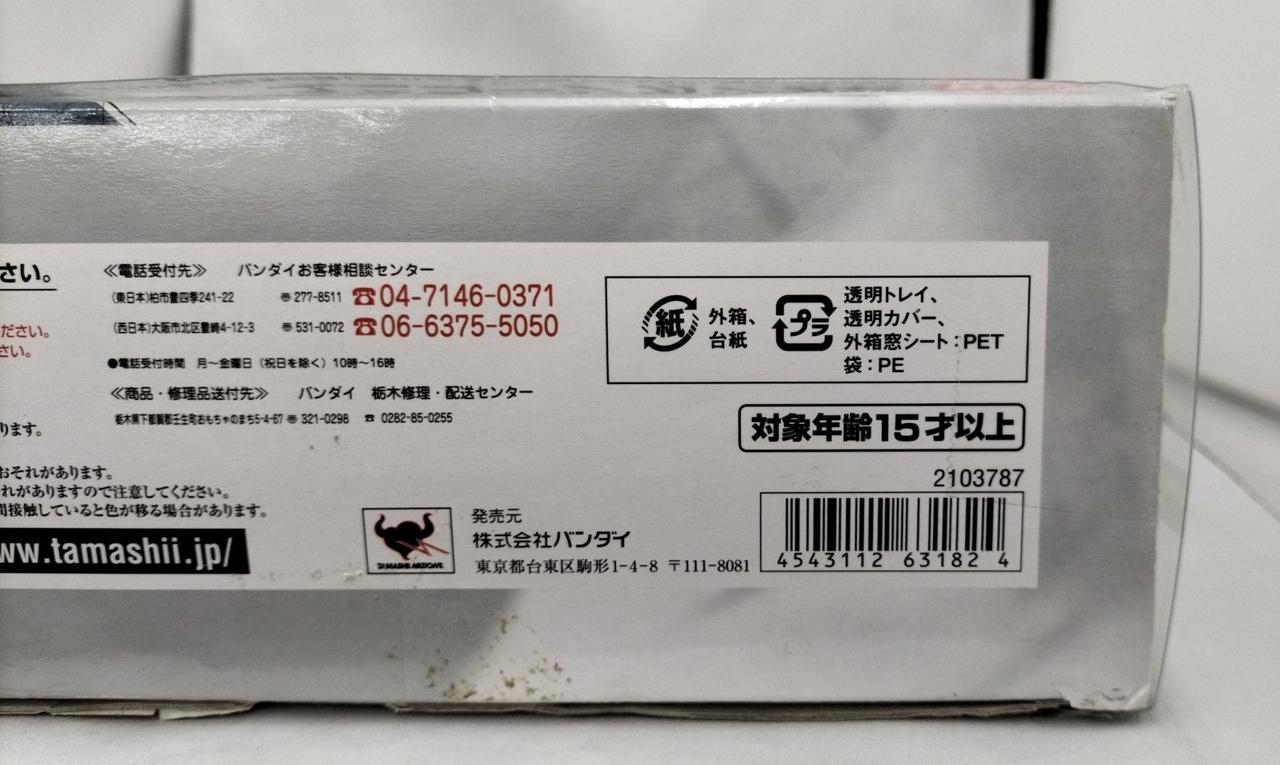 さい。
ださい。
さい。
ります。
おそれがあります。
れがありますので注意してください。
間接触していると色が移る場合があります。
ww.tamashii.jp/
≪電話受付先≫ バンダイお客様相談センター
(東日本)柏市豊四季241-22 〠277-8511 ☎04-7146-0371
(西日本)大阪市北区豊崎4-12-3 〠531-0072 ☎06-6375-5050
●電話受付時間 月〜金曜日(祝日を除く)10時〜16時
≪商品・修理品送付先≫ バンダイ 栃木修理・配送センター
栃木県下都賀郡壬生町おもちゃのまち5-4-67 〠321-0298 ☎0282-85-0255
TAMASHII NATIONS
発売元
株式会社バンダイ
東京都台東区駒形1-4-8 〒111-8081
紙
外箱、
台紙
プラ
透明トレイ、
透明カバー、
外箱窓シート:PET
袋:PE
対象年齢15才以上
2103787
4543112 63182 4